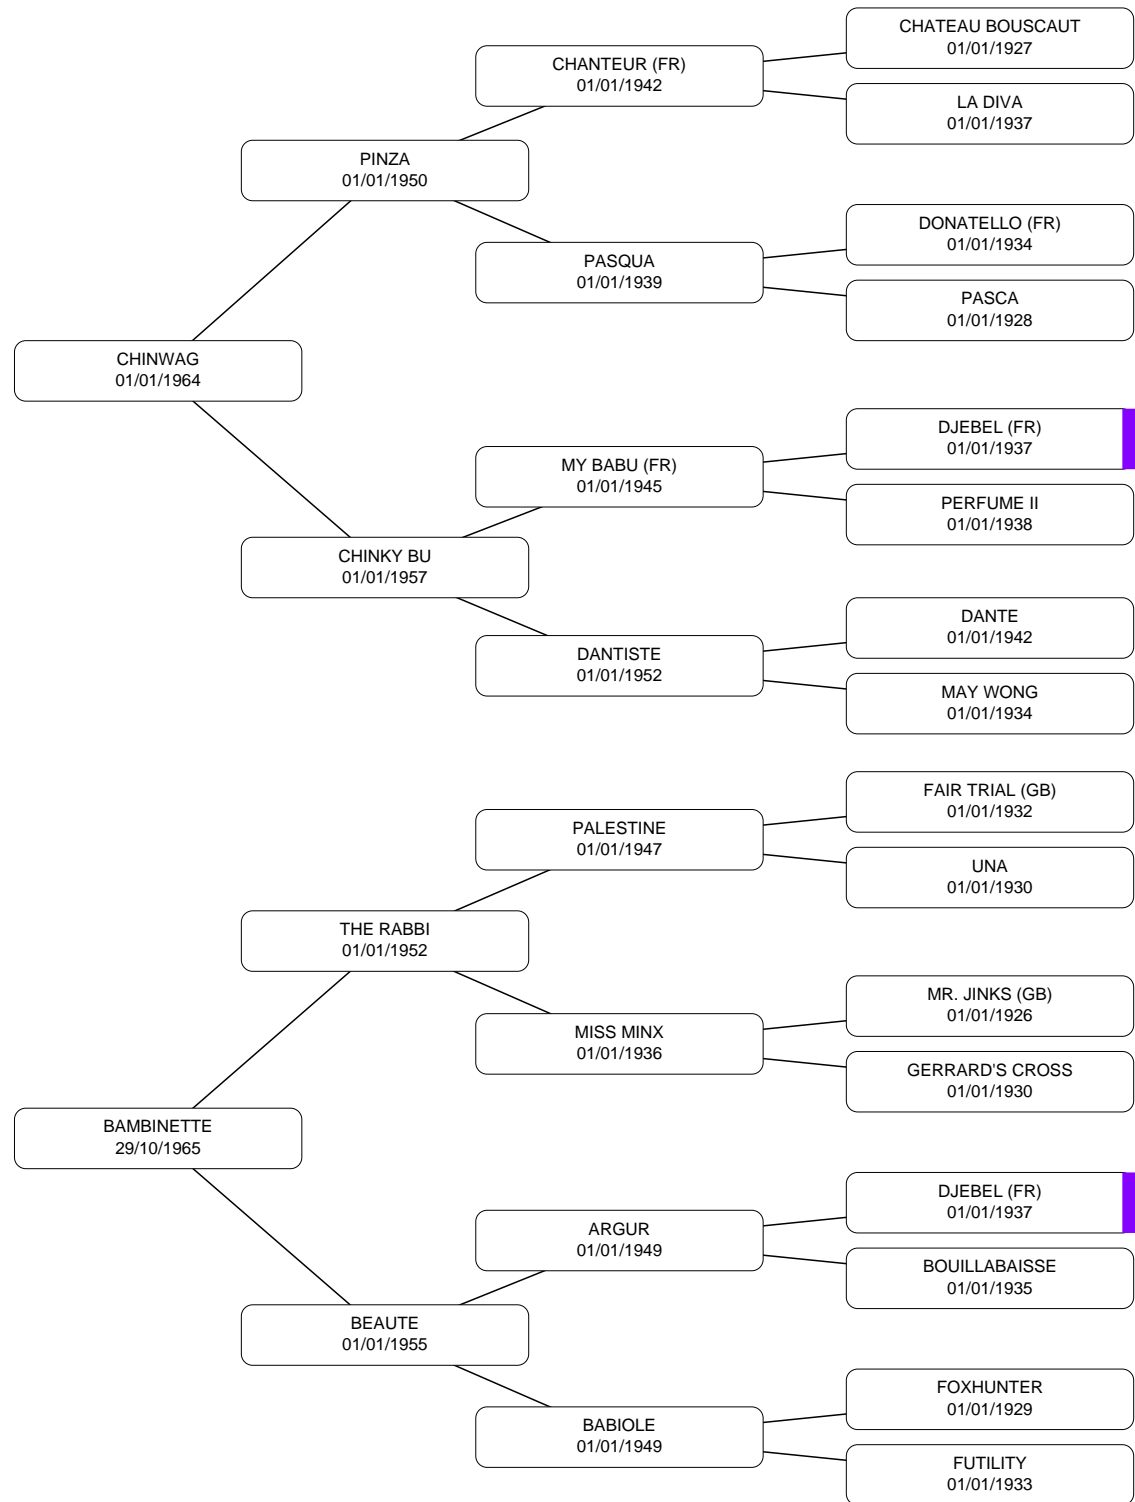 CHATEAU BOUSCAUT
01/01/1927
CHANTEUR (FR)
01/01/1942
LA DIVA
01/01/1937
PINZA
01/01/1950
DONATELLO (FR)
01/01/1934
PASQUA
01/01/1939
PASCA
01/01/1928
CHINWAG
01/01/1964
DJEBEL (FR)
01/01/1937
MY BABU (FR)
01/01/1945
PERFUME II
01/01/1938
CHINKY BU
01/01/1957
DANTE
01/01/1942
DANTISTE
01/01/1952
MAY WONG
01/01/1934
FAIR TRIAL (GB)
01/01/1932
PALESTINE
01/01/1947
UNA
01/01/1930
THE RABBI
01/01/1952
MR. JINKS (GB)
01/01/1926
MISS MINX
01/01/1936
GERRARD'S CROSS
01/01/1930
BAMBINETTE
29/10/1965
DJEBEL (FR)
01/01/1937
ARGUR
01/01/1949
BOUILLABAISSE
01/01/1935
BEAUTE
01/01/1955
FOXHUNTER
01/01/1929
BABIOLE
01/01/1949
FUTILITY
01/01/1933